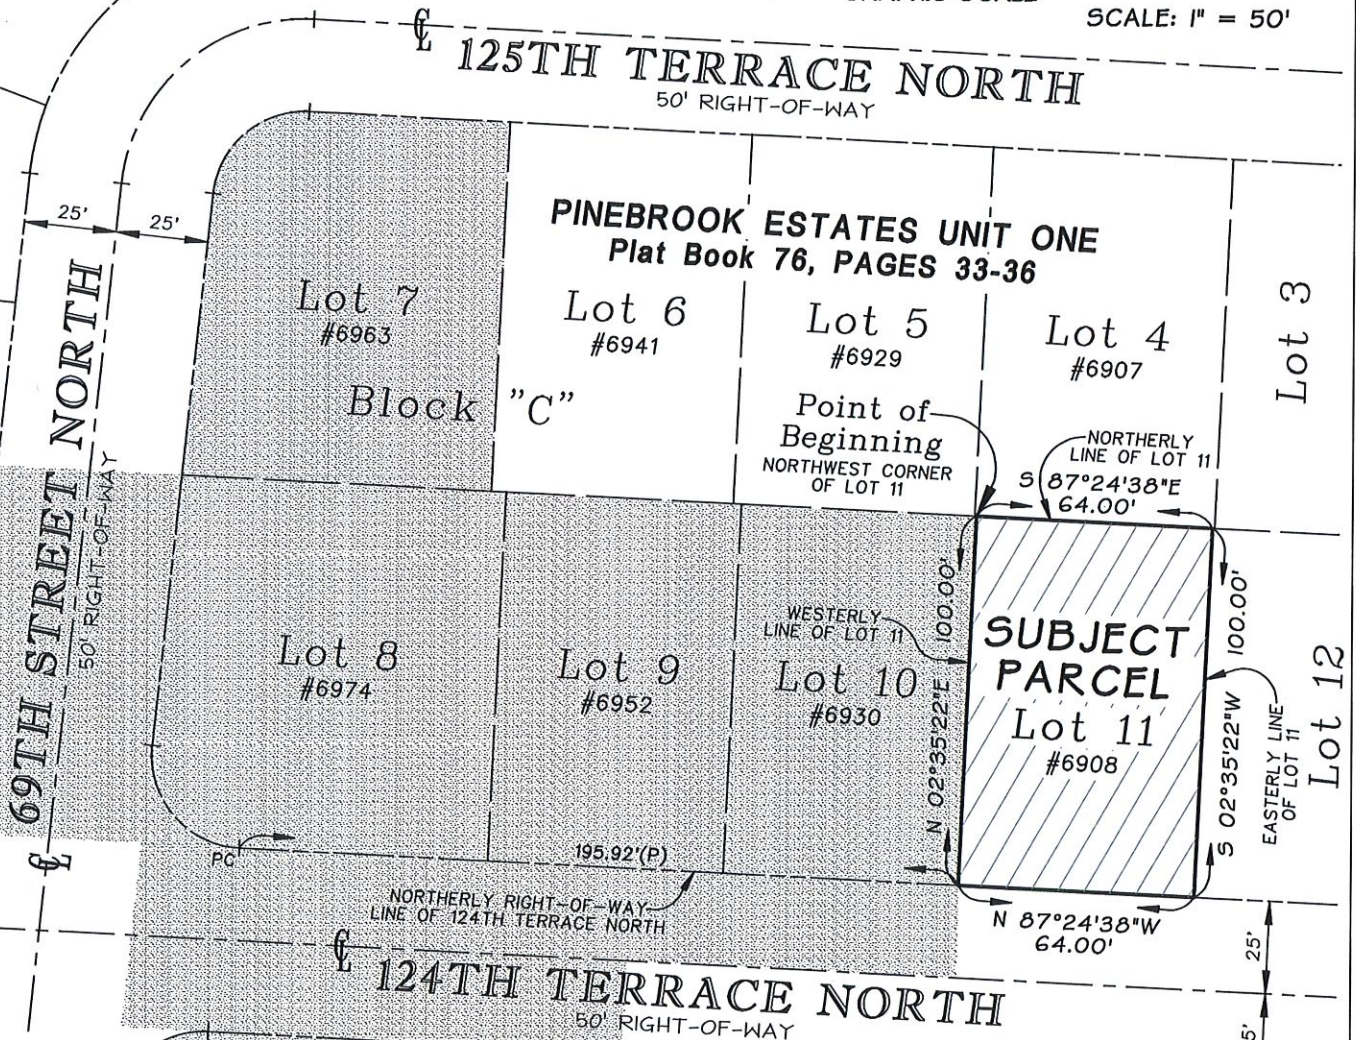 SCALE: 1" = 50'
℄ 125TH TERRACE NORTH
50' RIGHT-OF-WAY
25'
25'
PINEBROOK ESTATES UNIT ONE
Plat Book 76, PAGES 33-36
Lot 7
#6963
Lot 6
#6941
Lot 5
#6929
Lot 4
#6907
Lot 3
Block "C"
Point of
Beginning
NORTHWEST CORNER
OF LOT 11
NORTHERLY
LINE OF LOT 11
S 87°24'38"E
64.00'
℄ 69TH STREET NORTH
50' RIGHT-OF-WAY
Lot 8
#6974
Lot 9
#6952
WESTERLY
LINE OF LOT 11
Lot 10
#6930
N 02°35'22"E 100.00'
SUBJECT
PARCEL
Lot 11
#6908
S 02°35'22"W 100.00'
EASTERLY LINE
OF LOT 11
Lot 12
PC
195.92'(P)
NORTHERLY RIGHT-OF-WAY
LINE OF 124TH TERRACE NORTH
N 87°24'38"W
64.00'
25'
℄ 124TH TERRACE NORTH
50' RIGHT-OF-WAY